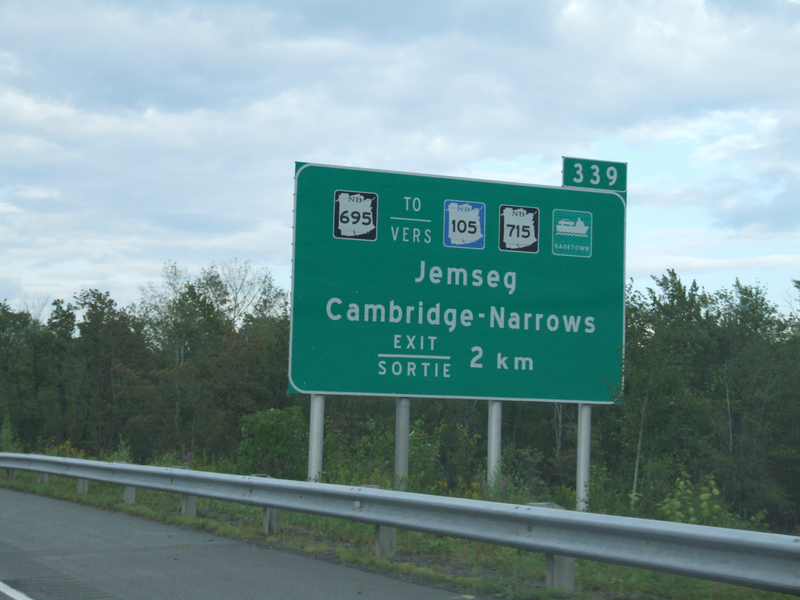 339
NB 695 TO VERS NB 105 NB 715 GAGETOWN
Jemseg
Cambridge-Narrows
EXIT SORTIE 2 km